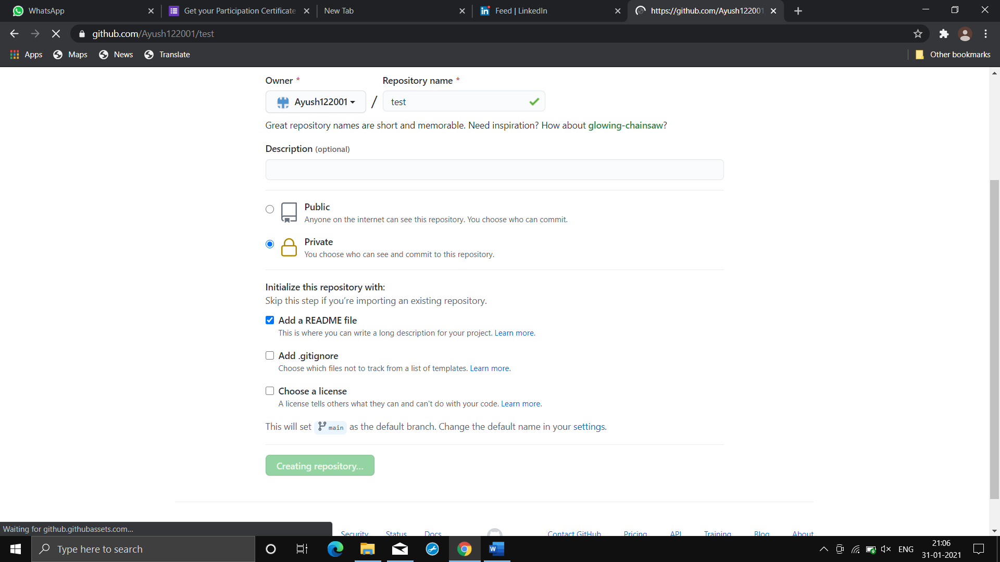 WhatsApp
Get your Participation Certificate
New Tab
Feed | LinkedIn
https://github.com/Ayush122001
github.com/Ayush122001/test
Apps
Maps
News
Translate
Other bookmarks
Owner *
Repository name *
Ayush122001
/
test
Great repository names are short and memorable. Need inspiration? How about glowing-chainsaw?
Description (optional)
Public
Anyone on the internet can see this repository. You choose who can commit.
Private
You choose who can see and commit to this repository.
Initialize this repository with:
Skip this step if you’re importing an existing repository.
Add a README file
This is where you can write a long description for your project. Learn more.
Add .gitignore
Choose which files not to track from a list of templates. Learn more.
Choose a license
A license tells others what they can and can't do with your code. Learn more.
This will set main as the default branch. Change the default name in your settings.
Creating repository...
Waiting for github.githubassets.com...
Security
Status
Docs
Contact GitHub
Pricing
API
Training
Blog
About
Type here to search
ENG
21:06
31-01-2021